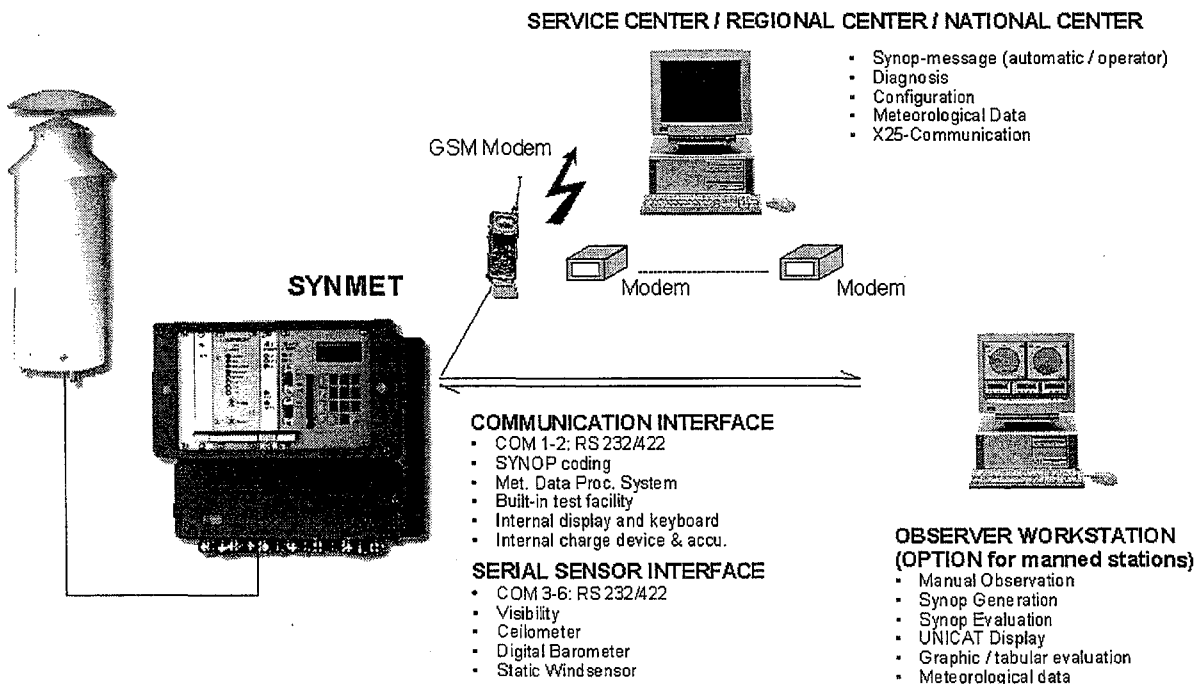 SERVICE CENTER / REGIONAL CENTER / NATIONAL CENTER
▪ Synop-message (automatic / operator)
▪ Diagnosis
▪ Configuration
▪ Meteorological Data
▪ X25-Communication
GSM Modem
Modem
Modem
SYNMET
COMMUNICATION INTERFACE
▪ COM 1-2: RS 232/422
▪ SYNOP coding
▪ Met. Data Proc. System
▪ Built-in test facility
▪ Internal display and keyboard
▪ Internal charge device & accu.
SERIAL SENSOR INTERFACE
▪ COM 3-6: RS 232/422
▪ Visibility
▪ Ceilometer
▪ Digital Barometer
▪ Static Windsensor
OBSERVER WORKSTATION
(OPTION for manned stations)
▪ Manual Observation
▪ Synop Generation
▪ Synop Evaluation
▪ UNICAT Display
▪ Graphic / tabular evaluation
▪ Meteorological data